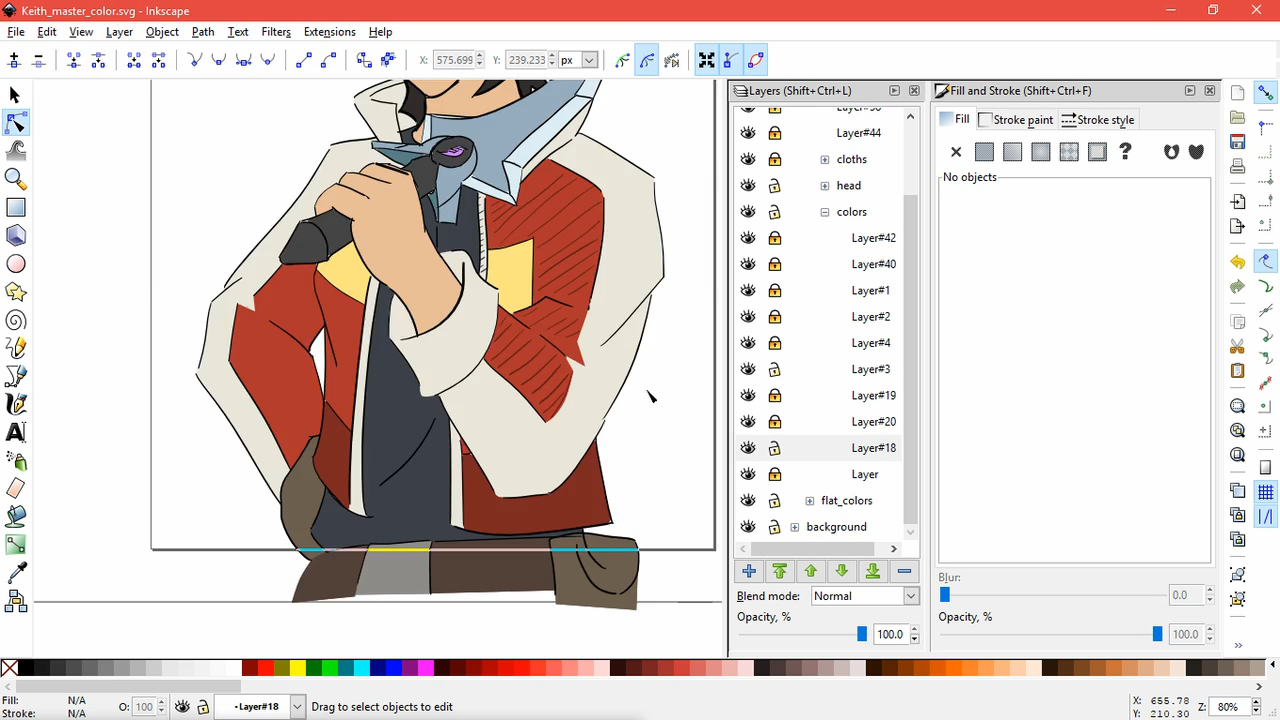 Keith_master_color.svg - Inkscape
File Edit View Layer Object Path Text Filters Extensions Help
X: 575.699 Y: 239.233 px
Layers (Shift+Ctrl+L)
Fill and Stroke (Shift+Ctrl+F)
Layer#44
cloths
head
colors
Layer#42
Layer#40
Layer#1
Layer#2
Layer#4
Layer#3
Layer#19
Layer#20
Layer#18
Layer
flat_colors
background
Blend mode: Normal
Opacity, %
100.0
Fill Stroke paint Stroke style
?
No objects
Blur:
0.0
Opacity, %
100.0
Fill: N/A
Stroke: N/A
O: 100
•Layer#18
Drag to select objects to edit
X: 655.78
Y: 210.30
Z: 80%